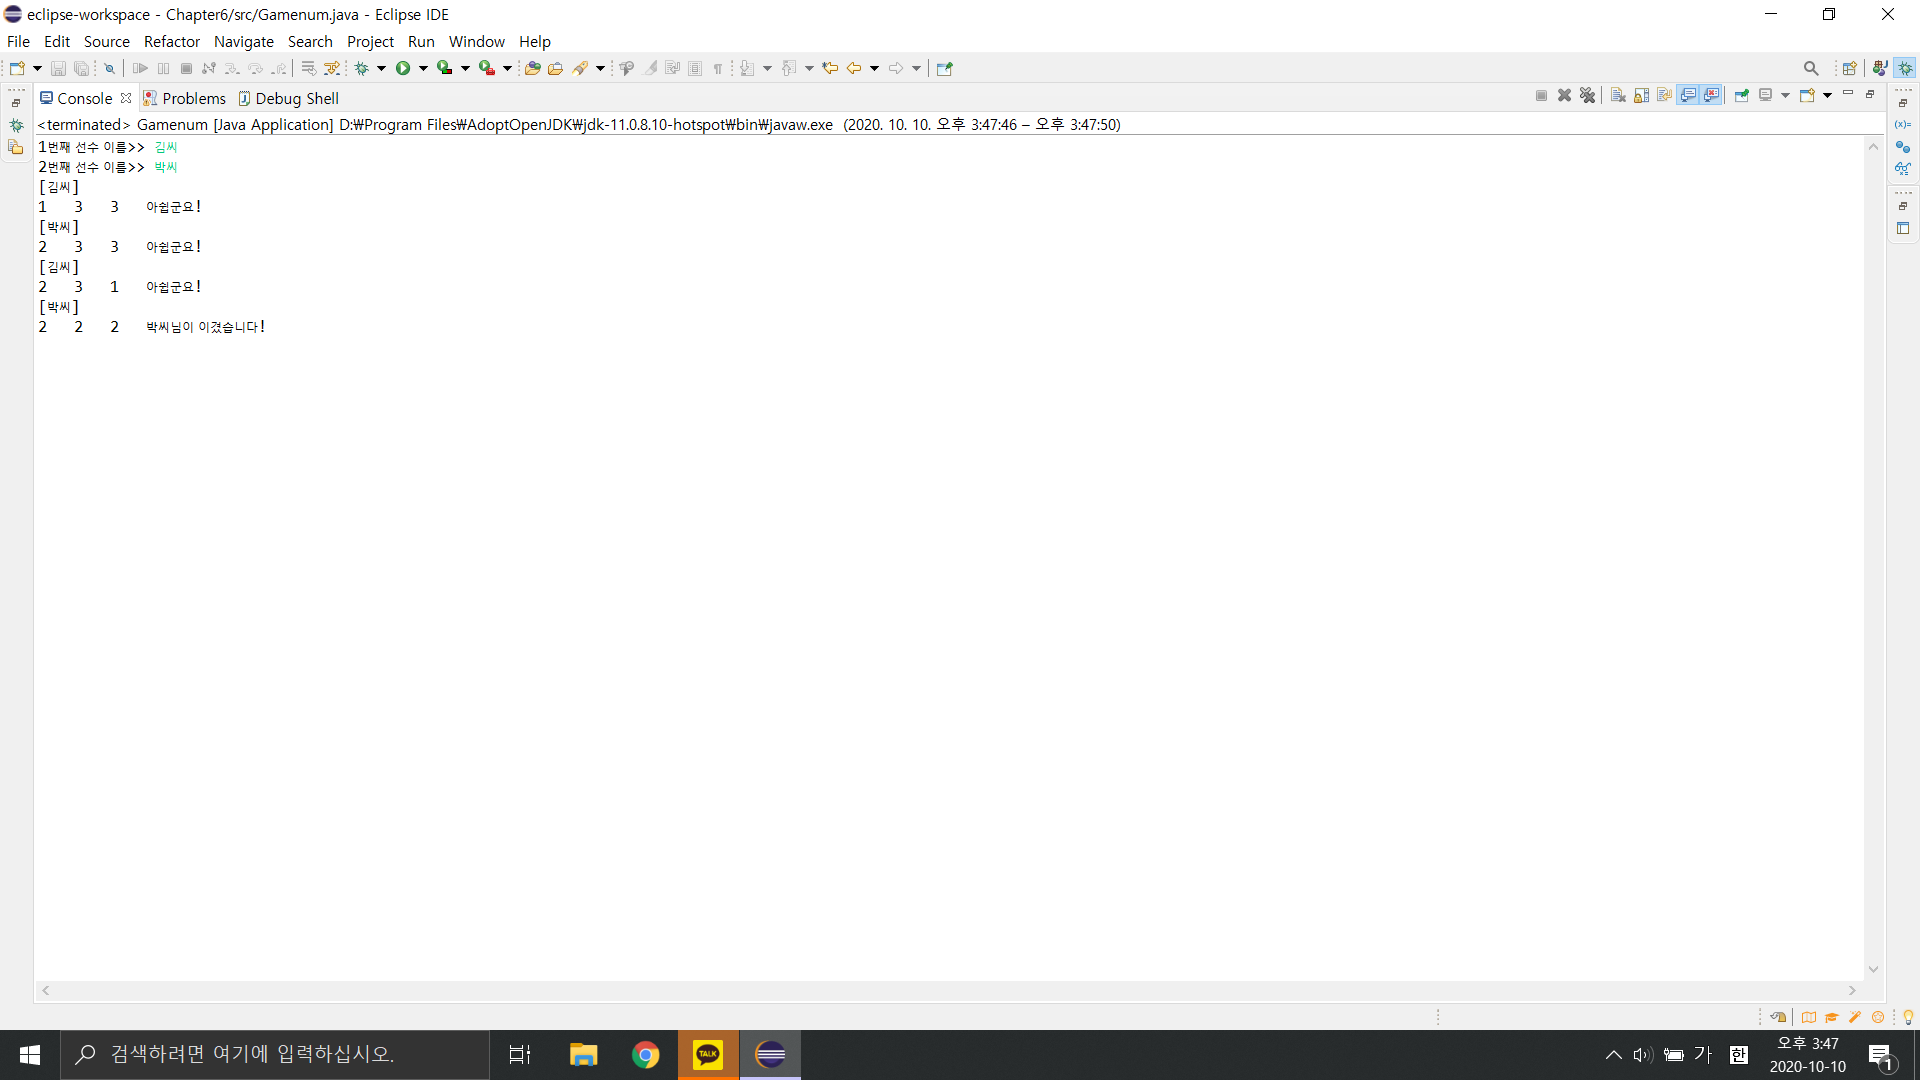 eclipse-workspace - Chapter6/src/Gamenum.java - Eclipse IDE
File Edit Source Refactor Navigate Search Project Run Window Help
Console Problems Debug Shell
<terminated> Gamenum [Java Application] D:₩Program Files₩AdoptOpenJDK₩jdk-11.0.8.10-hotspot₩bin₩javaw.exe (2020. 10. 10. 오후 3:47:46 – 오후 3:47:50)
1번째 선수 이름>> 김씨
2번째 선수 이름>> 박씨
[김씨]
1 3 3 아쉽군요!
[박씨]
2 3 3 아쉽군요!
[김씨]
2 3 1 아쉽군요!
[박씨]
2 2 2 박씨님이 이겼습니다!
검색하려면 여기에 입력하십시오.
TALK
가 한
오후 3:47
2020-10-10
1